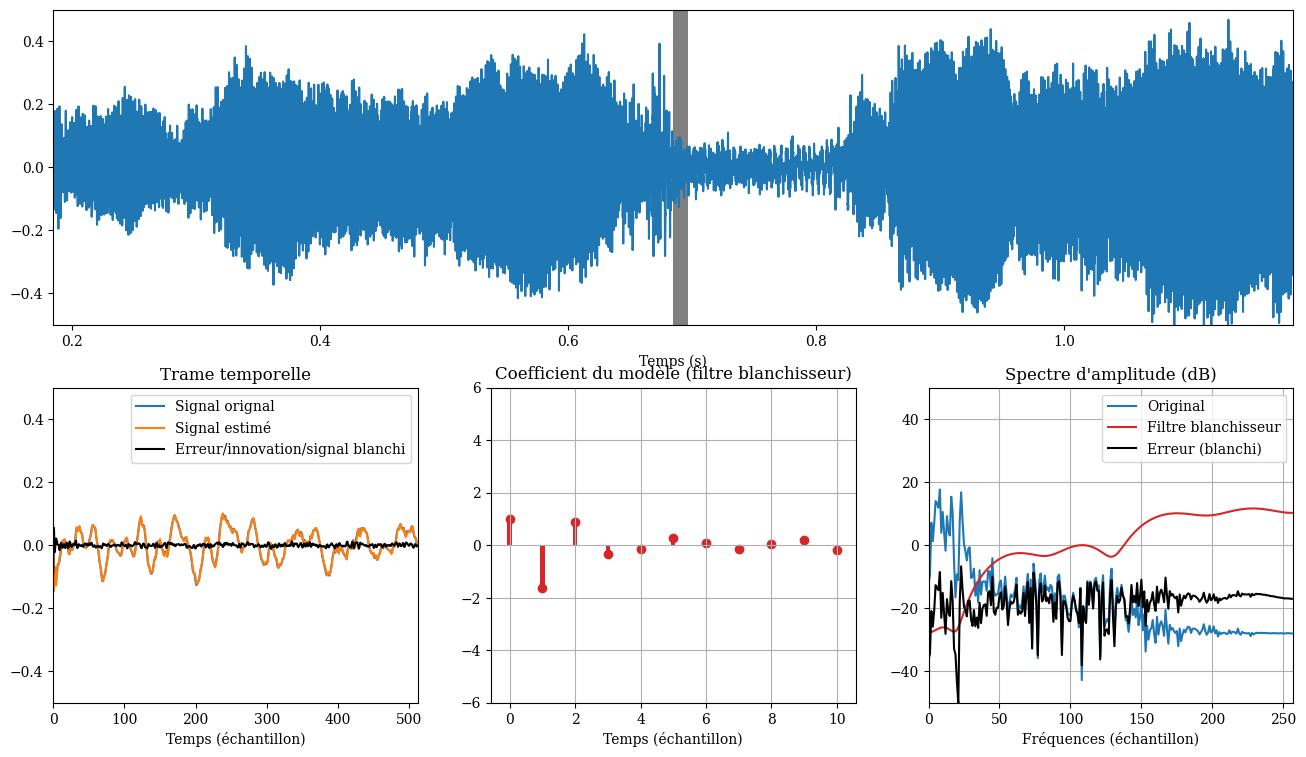 0.4
0.2
0.0
−0.2
−0.4
0.2 0.4 0.6 0.8 1.0
Temps (s)
Trame temporelle
0.4
0.2
0.0
−0.2
−0.4
Signal orignal
Signal estimé
Erreur/innovation/signal blanchi
0 100 200 300 400 500
Temps (échantillon)
Coefficient du modèle (filtre blanchisseur)
6
4
2
0
−2
−4
−6
0 2 4 6 8 10
Temps (échantillon)
Spectre d'amplitude (dB)
40
20
0
−20
−40
Original
Filtre blanchisseur
Erreur (blanchi)
0 50 100 150 200 250
Fréquences (échantillon)